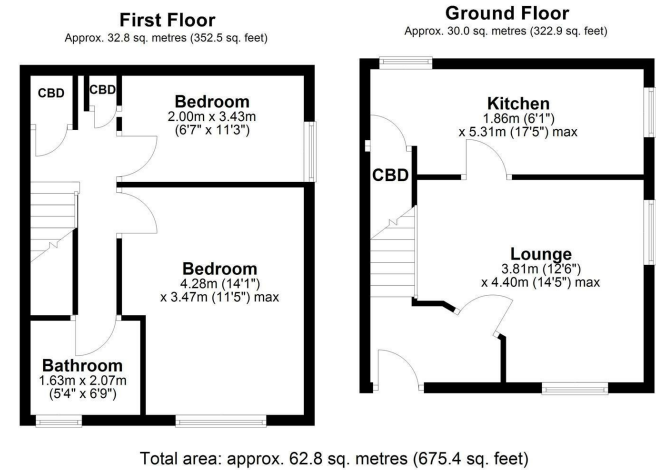 First Floor
Approx. 32.8 sq. metres (352.5 sq. feet)
CBD
CBD
Bedroom
2.00m x 3.43m
(6'7" x 11'3")
Bedroom
4.28m (14'1")
x 3.47m (11'5") max
Bathroom
1.63m x 2.07m
(5'4" x 6'9")
Ground Floor
Approx. 30.0 sq. metres (322.9 sq. feet)
Kitchen
1.86m (6'1")
x 5.31m (17'5") max
CBD
Lounge
3.81m (12'6")
x 4.40m (14'5") max
Total area: approx. 62.8 sq. metres (675.4 sq. feet)